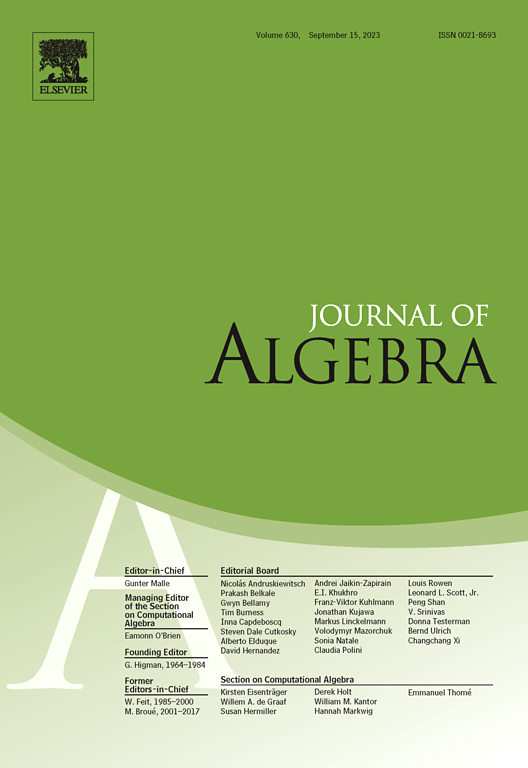 Volume 630, September 15, 2023 ISSN 0021-8693
ELSEVIER
JOURNAL OF
ALGEBRA
Editor-in-Chief
Gunter Malle
Managing Editor
of the Section
on Computational
Algebra
Eamonn O'Brien
Founding Editor
G. Higman, 1964–1984
Former
Editors-in-Chief
W. Feit, 1985–2000
M. Broué, 2001–2017
Editorial Board
Nicolás Andruskiewitsch
Prakash Belkale
Gwyn Bellamy
Tim Burness
Inna Capdeboscq
Steven Dale Cutkosky
Alberto Elduque
David Hernandez
Andrei Jaikin-Zapirain
E.I. Khukhro
Franz-Viktor Kuhlmann
Jonathan Kujawa
Markus Linckelmann
Volodymyr Mazorchuk
Sonia Natale
Claudia Polini
Louis Rowen
Leonard L. Scott, Jr.
Peng Shan
V. Srinivas
Donna Testerman
Bernd Ulrich
Changchang Xi
Section on Computational Algebra
Kirsten Eisenträger
Willem A. de Graaf
Susan Hermiller
Derek Holt
William M. Kantor
Hannah Markwig
Emmanuel Thomé